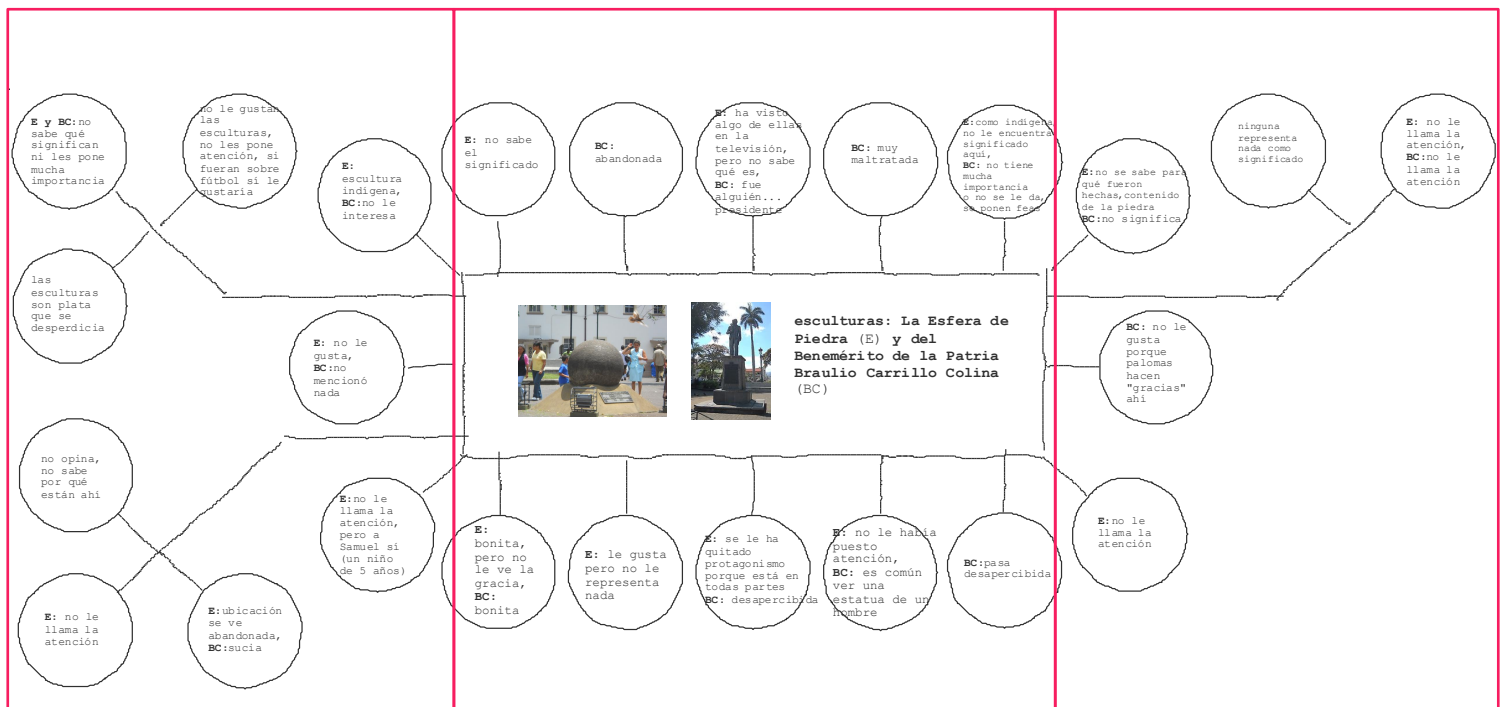 E y BC:no
sabe qué
significan
ni les pone
mucha
importancia
no le gustan
las
esculturas,
no les pone
atención, si
fueran sobre
fútbol sí le
gustaría
E:
escultura
indígena,
BC:no le
interesa
E: no sabe
el
significado
BC:
abandonada
E: ha visto
algo de ellas
en la
televisión,
pero no sabe
qué es,
BC: fue
alguién...
presidente
BC: muy
maltratada
E:como indígena
no le encuentra
significado
aquí,
BC: no tiene
mucha
importancia
o no se le da,
se ponen feas
E:no se sabe para
qué fueron
hechas,contenido
de la piedra
BC:no significa
ninguna
representa
nada como
significado
E: no le
llama la
atención,
BC:no le
llama la
atención
las
esculturas
son plata
que se
desperdicia
E: no le
gusta,
BC:no
mencionó
nada
esculturas: La Esfera de
Piedra (E) y del
Benemérito de la Patria
Braulio Carrillo Colina
(BC)
BC: no le
gusta
porque
palomas
hacen
"gracias"
ahí
no opina,
no sabe
por qué
están ahí
E:no le
llama la
atención,
pero a
Samuel sí
(un niño
de 5 años)
E:
bonita,
pero no
le ve la
gracia,
BC:
bonita
E: le gusta
pero no le
representa
nada
E: se le ha
quitado
protagonismo
porque está en
todas partes
BC: desapercibida
E: no le había
puesto
atención,
BC: es común
ver una
estatua de un
hombre
BC:pasa
desapercibida
E:no le
llama la
atención
E: no le
llama la
atención
E:ubicación
se ve
abandonada,
BC:sucia